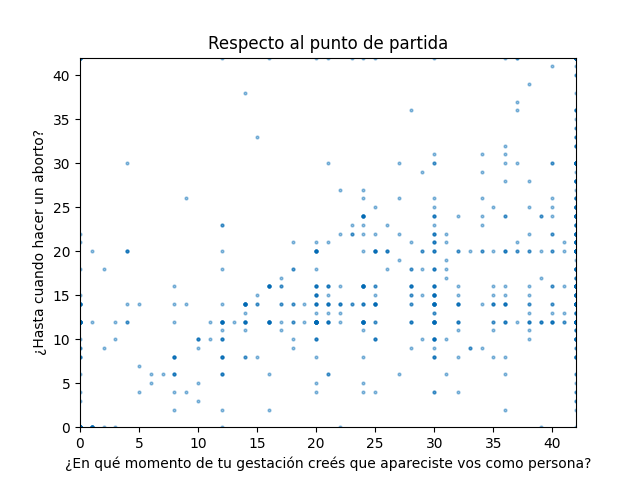 Respecto al punto de partida
¿Hasta cuando hacer un aborto?
40
35
30
25
20
15
10
5
0
0 5 10 15 20 25 30 35 40
¿En qué momento de tu gestación creés que apareciste vos como persona?